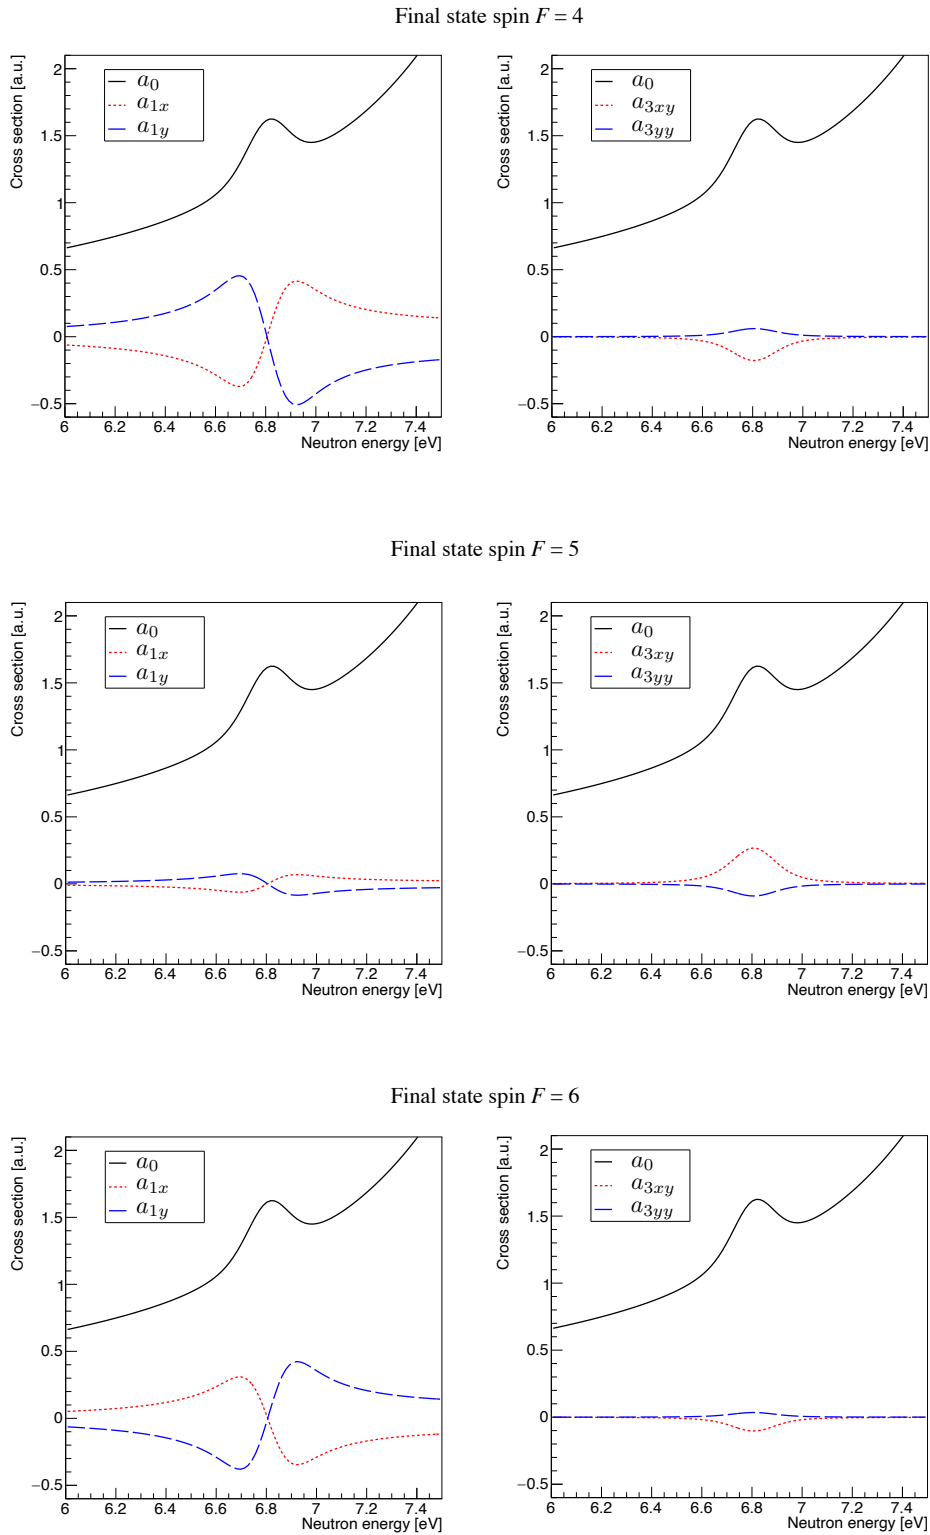 Final state spin F = 4
Cross section [a.u.]
2
1.5
1
0.5
0
−0.5
a0
a1x
a1y
6 6.2 6.4 6.6 6.8 7 7.2 7.4
Neutron energy [eV]
Cross section [a.u.]
2
1.5
1
0.5
0
−0.5
a0
a3xy
a3yy
6 6.2 6.4 6.6 6.8 7 7.2 7.4
Neutron energy [eV]
Final state spin F = 5
Cross section [a.u.]
2
1.5
1
0.5
0
−0.5
a0
a1x
a1y
6 6.2 6.4 6.6 6.8 7 7.2 7.4
Neutron energy [eV]
Cross section [a.u.]
2
1.5
1
0.5
0
−0.5
a0
a3xy
a3yy
6 6.2 6.4 6.6 6.8 7 7.2 7.4
Neutron energy [eV]
Final state spin F = 6
Cross section [a.u.]
2
1.5
1
0.5
0
−0.5
a0
a1x
a1y
6 6.2 6.4 6.6 6.8 7 7.2 7.4
Neutron energy [eV]
Cross section [a.u.]
2
1.5
1
0.5
0
−0.5
a0
a3xy
a3yy
6 6.2 6.4 6.6 6.8 7 7.2 7.4
Neutron energy [eV]